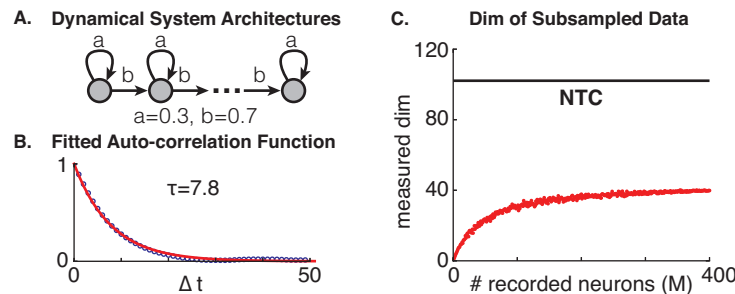 A. Dynamical System Architectures
a a a
b b b
a=0.3, b=0.7
B. Fitted Auto-correlation Function
1
τ=7.8
0
0 50
Δ t
C. Dim of Subsampled Data
120
80
40
0
measured dim
NTC
0 400
# recorded neurons (M)